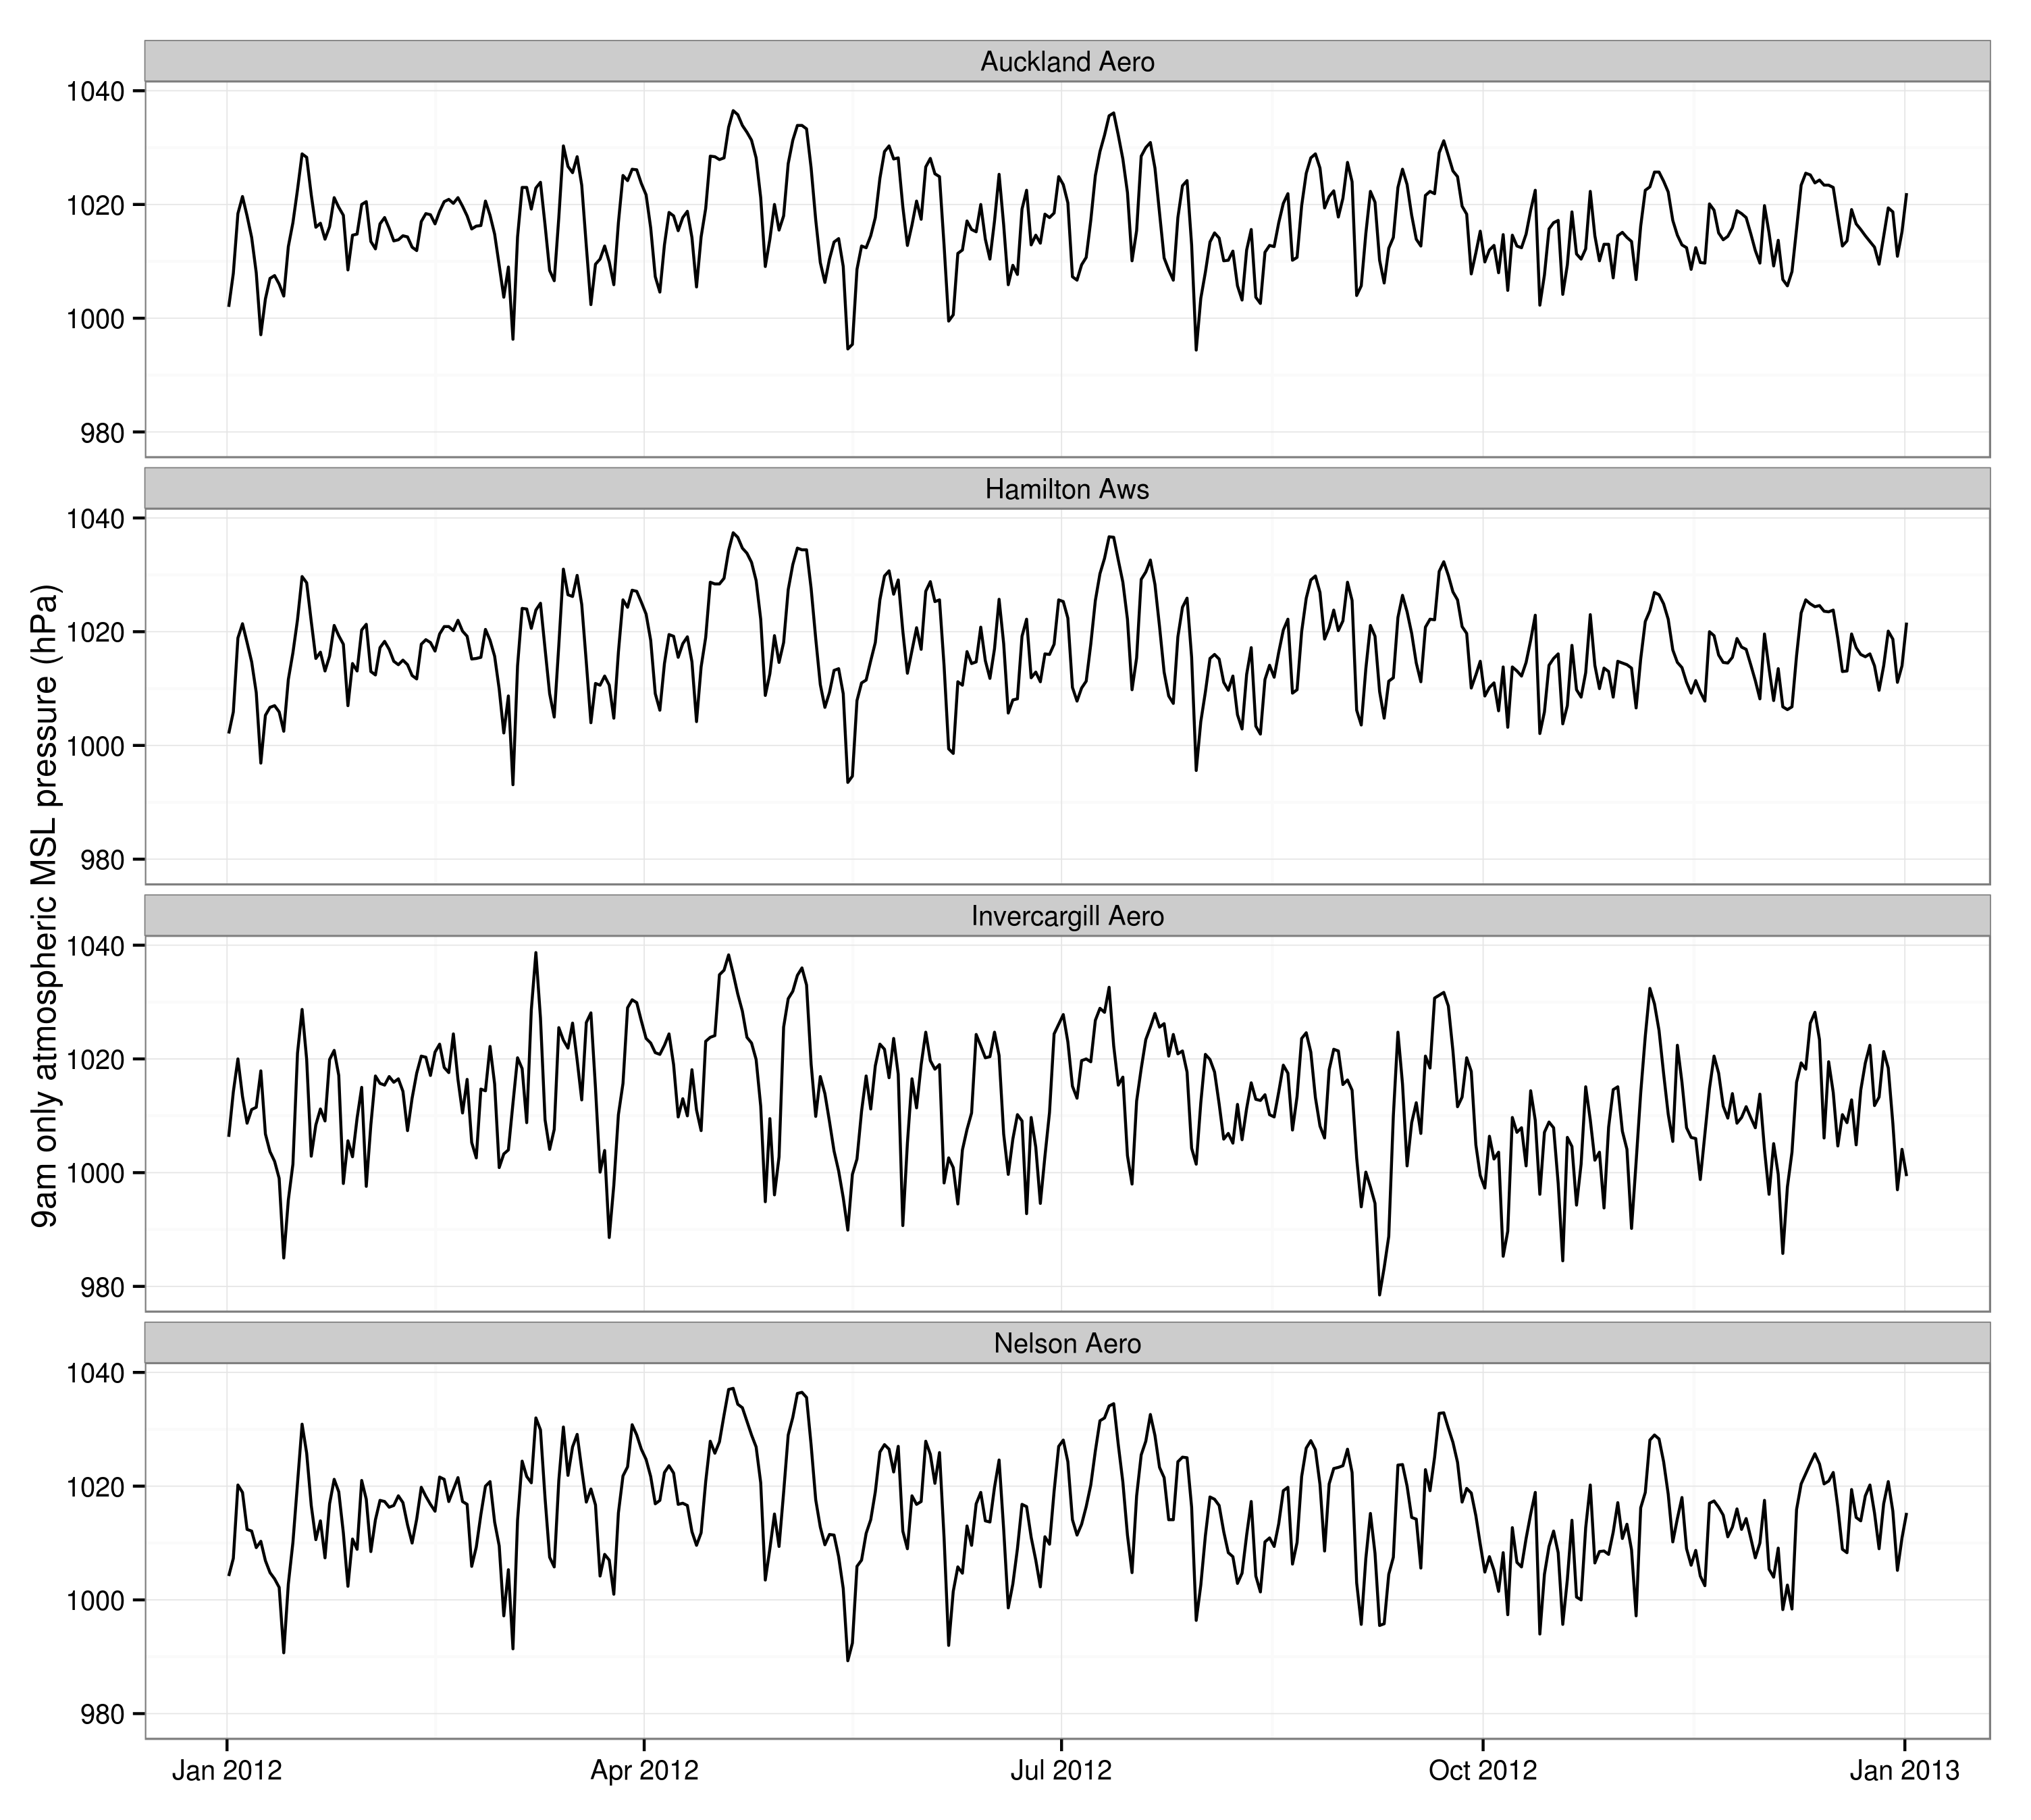 9am only atmospheric MSL pressure (hPa)
Auckland Aero
1040
1020
1000
980
Hamilton Aws
1040
1020
1000
980
Invercargill Aero
1040
1020
1000
980
Nelson Aero
1040
1020
1000
980
Jan 2012 Apr 2012 Jul 2012 Oct 2012 Jan 2013